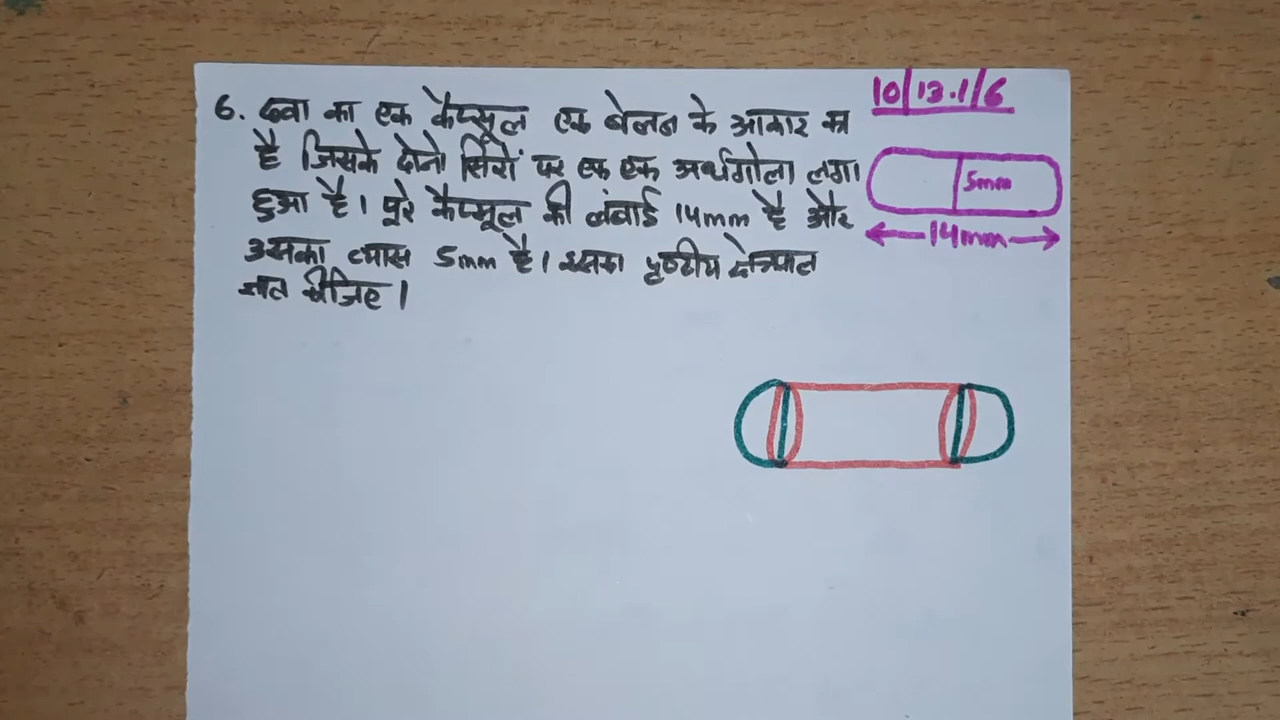 6. दवा का एक कैप्सूल एक बेलन के आकार का
है जिसके दोनो सिरों पर एक एक अर्धगोला लगा
हुआ है। पूरे कैप्सूल की लंबाई 14mm है और
उसका व्यास 5mm है। इसका पृष्ठीय क्षेत्रफल
ज्ञात कीजिए।
10/13.1/6
5mm
14mm